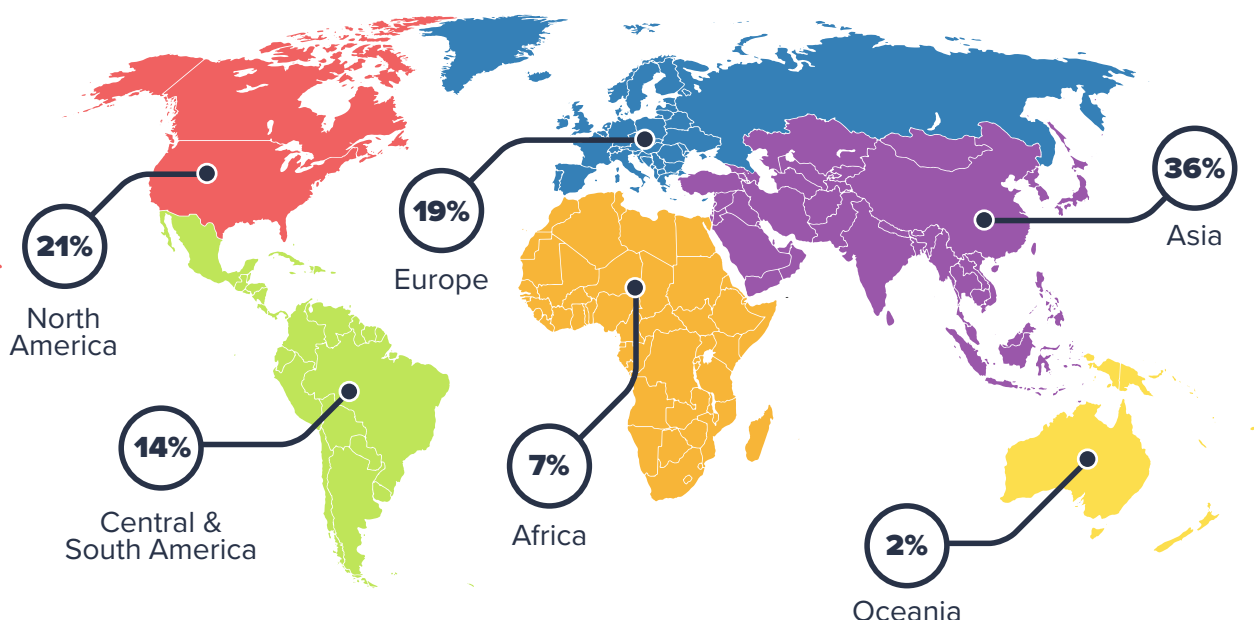 36%
Asia
19%
Europe
21%
North
America
14%
Central &
South America
7%
Africa
2%
Oceania